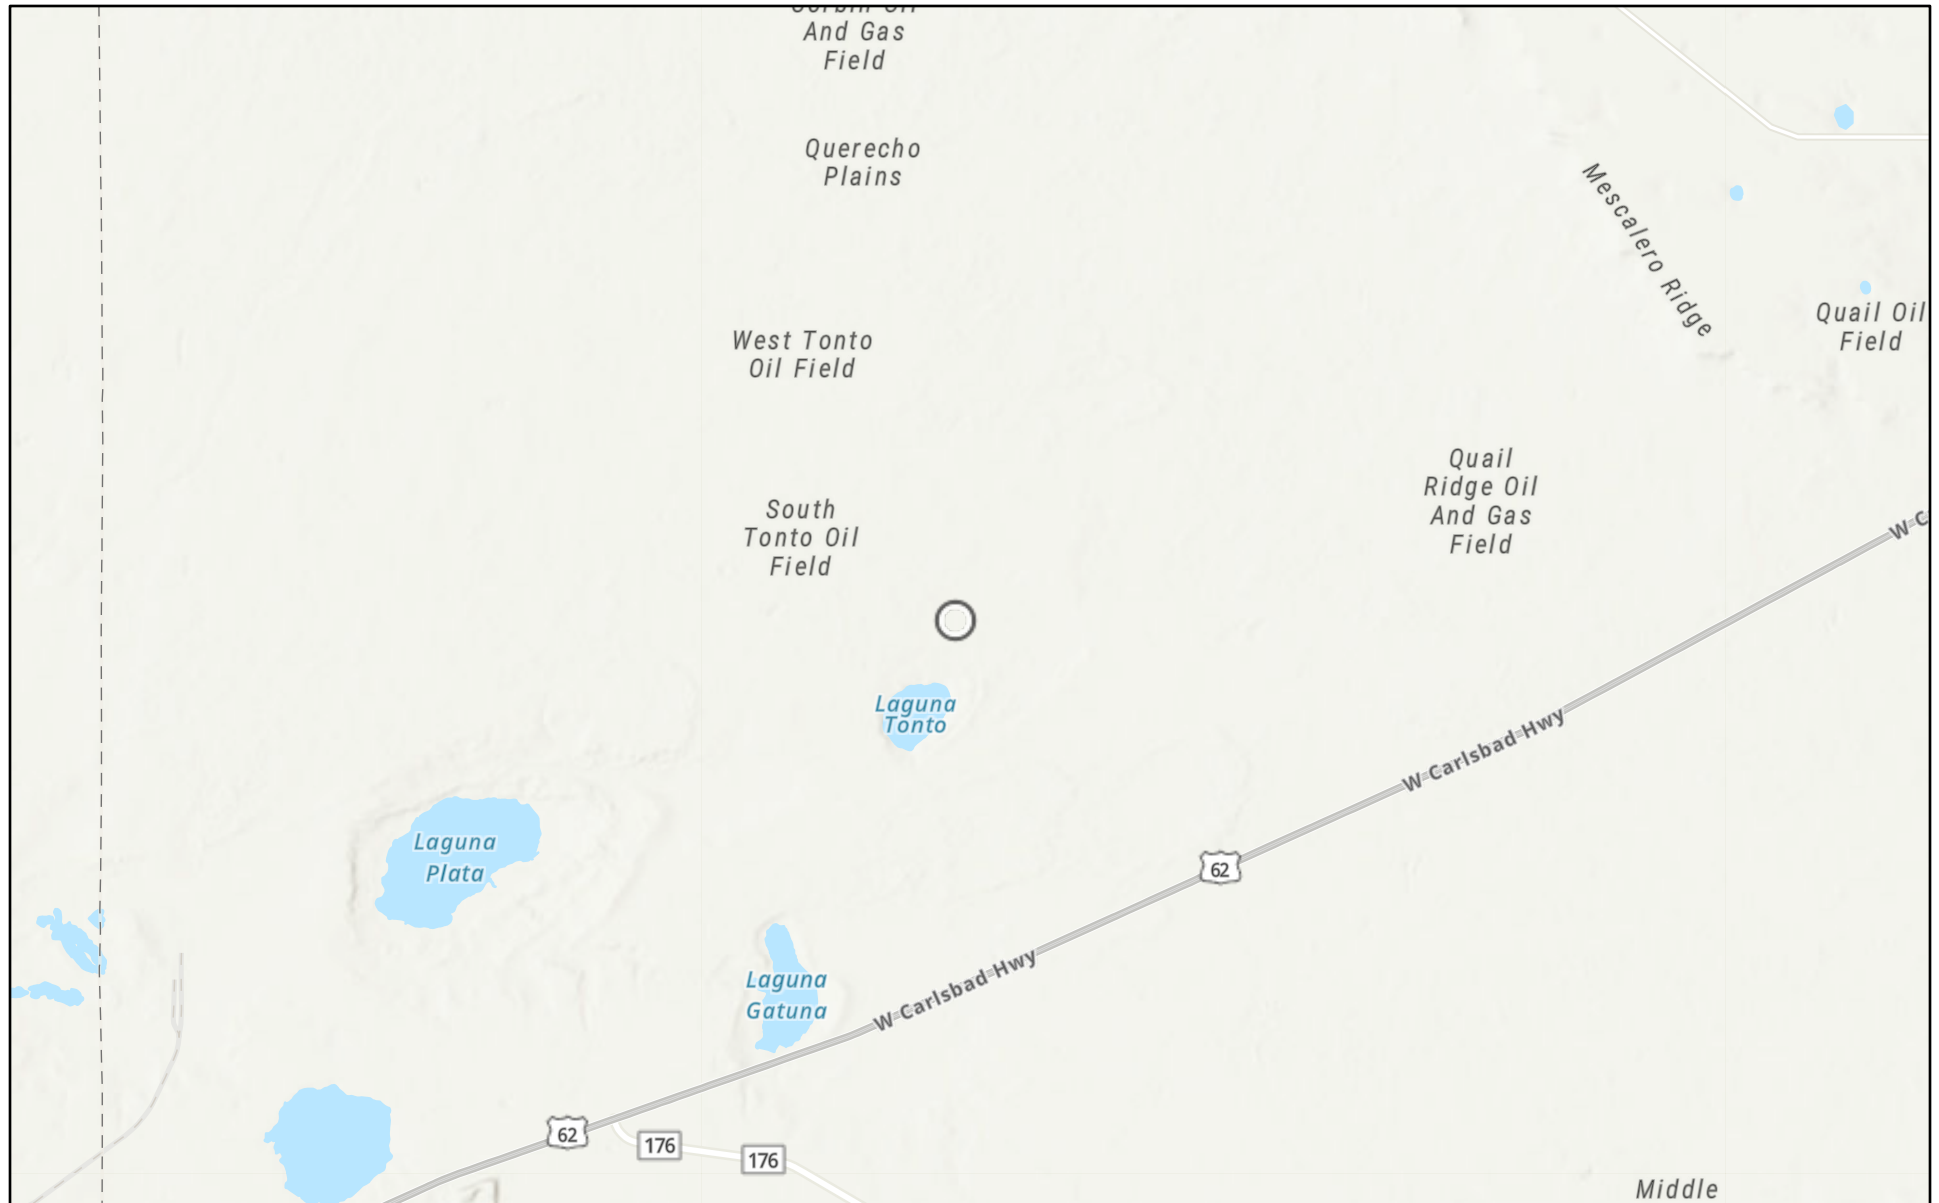 Corbin Oil
And Gas
Field
Querecho
Plains
Mescalero Ridge
Quail Oil
Field
West Tonto
Oil Field
Quail
Ridge Oil
And Gas
Field
South
Tonto Oil
Field
W C
Laguna
Tonto
W Carlsbad Hwy
Laguna
Plata
62
W Carlsbad Hwy
Laguna
Gatuna
62
176
176
Middle